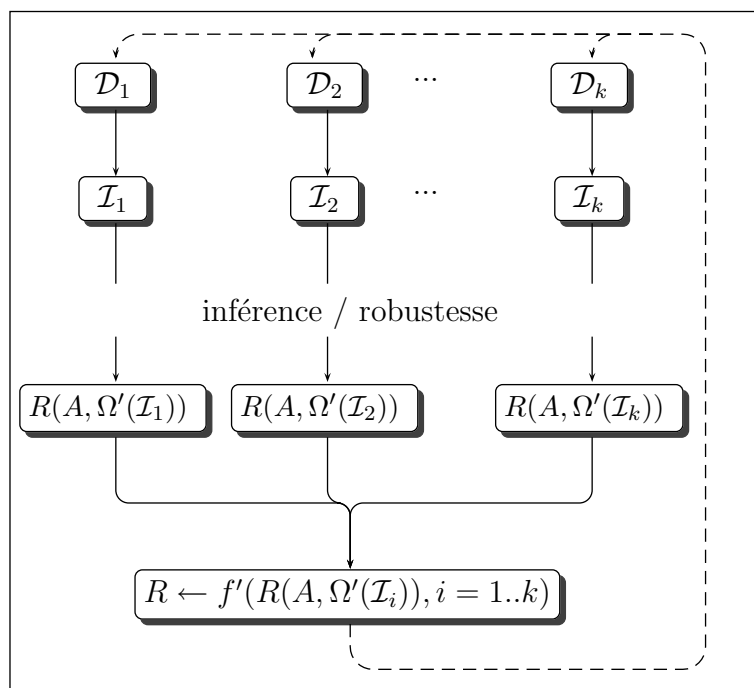 𝒟₁ 𝒟₂ ... 𝒟ₖ
ℐ₁ ℐ₂ ... ℐₖ
inférence / robustesse
R(A, Ω′(ℐ₁)) R(A, Ω′(ℐ₂)) R(A, Ω′(ℐₖ))
R ← f′(R(A, Ω′(ℐᵢ)), i = 1..k)